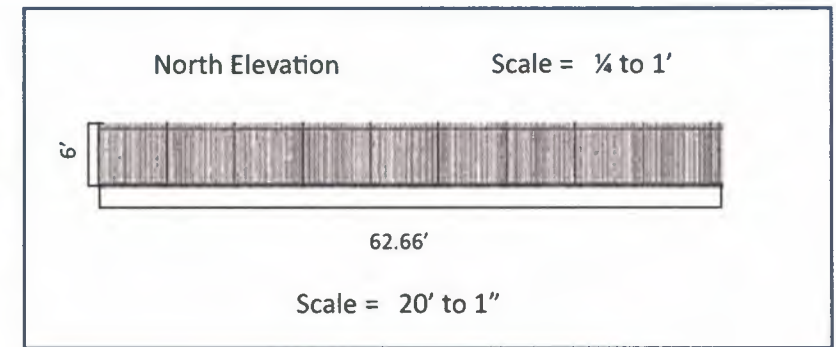 North Elevation
Scale = ¼ to 1′
6′
62.66′
Scale = 20′ to 1″